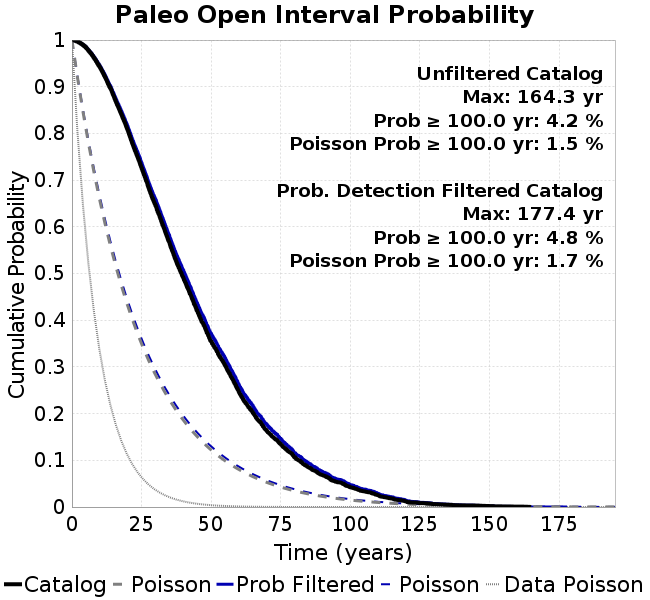 Paleo Open Interval Probability
Unfiltered Catalog
Max: 164.3 yr
Prob ≥ 100.0 yr: 4.2 %
Poisson Prob ≥ 100.0 yr: 1.5 %
Prob. Detection Filtered Catalog
Max: 177.4 yr
Prob ≥ 100.0 yr: 4.8 %
Poisson Prob ≥ 100.0 yr: 1.7 %
Cumulative Probability
1
0.9
0.8
0.7
0.6
0.5
0.4
0.3
0.2
0.1
0
0 25 50 75 100 125 150 175
Time (years)
Catalog Poisson Prob Filtered Poisson Data Poisson